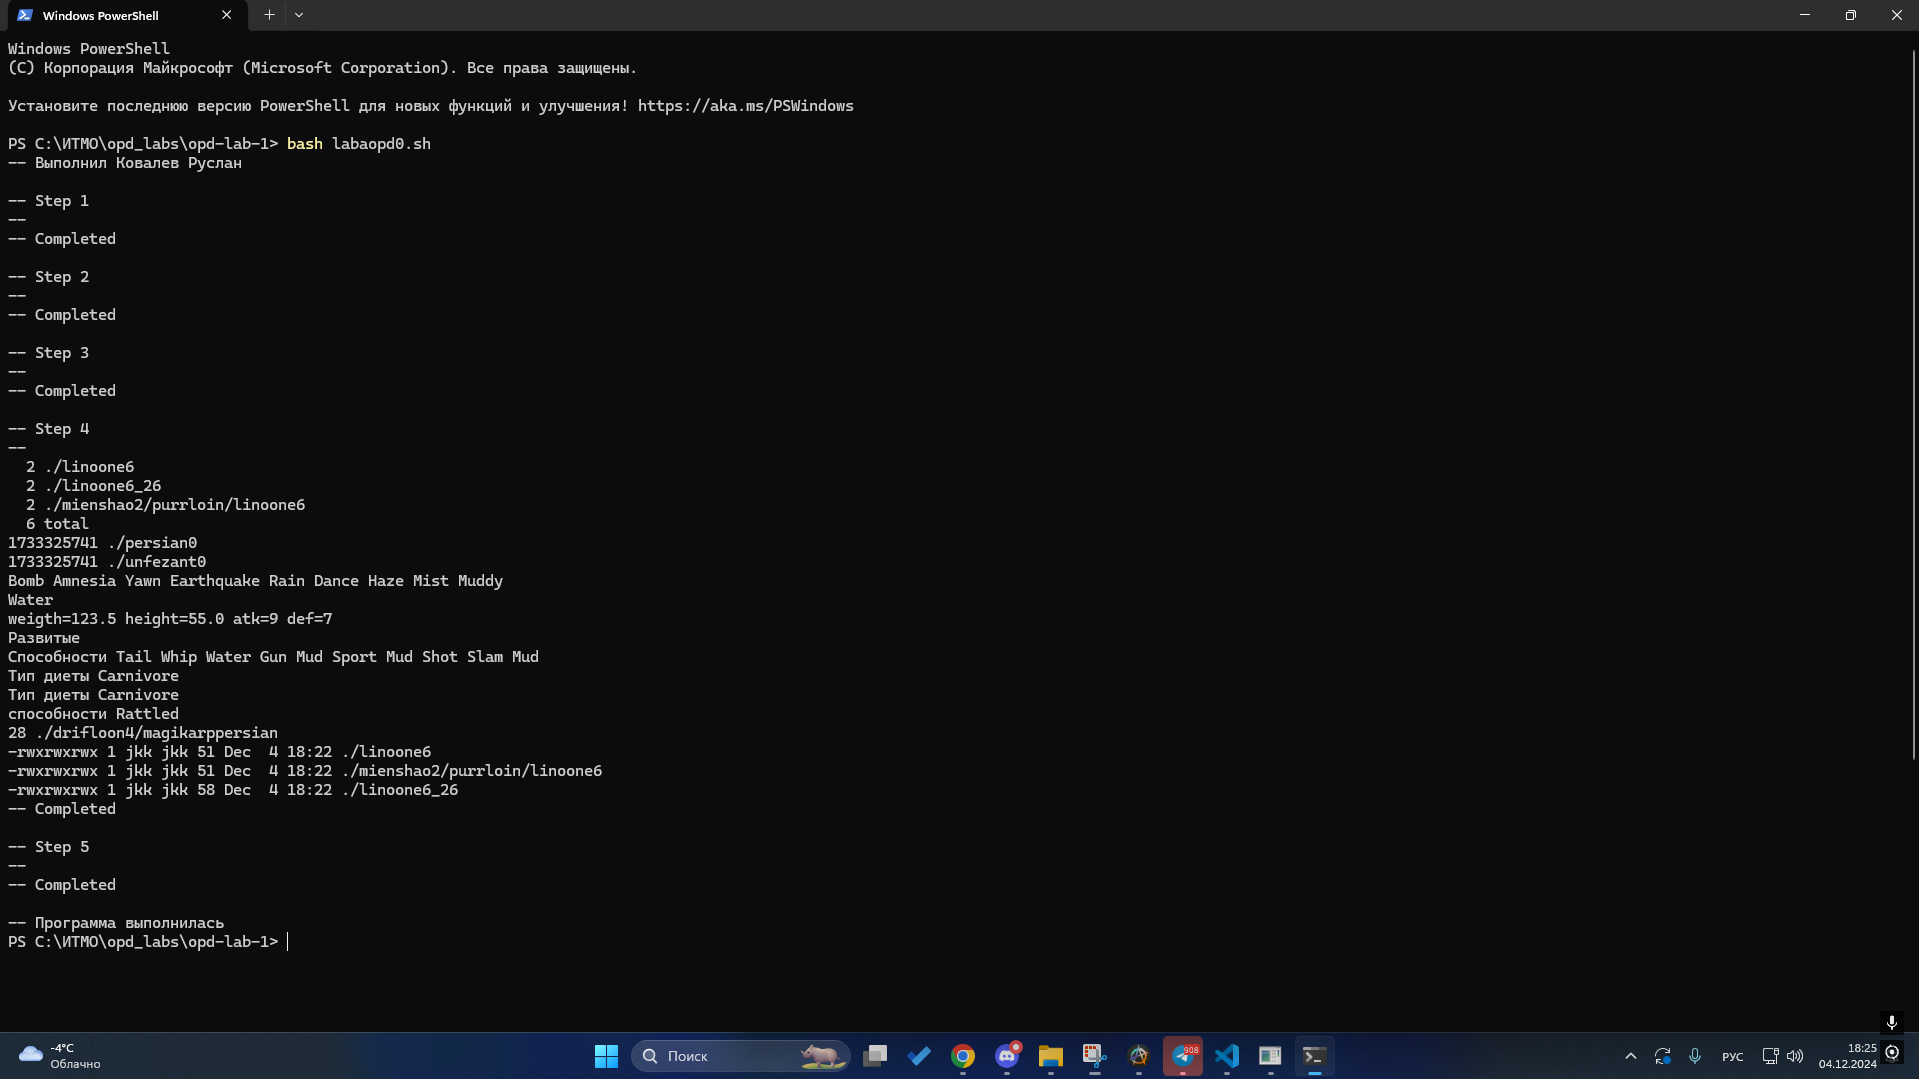 Windows PowerShell
Windows PowerShell
(C) Корпорация Майкрософт (Microsoft Corporation). Все права защищены.
Установите последнюю версию PowerShell для новых функций и улучшения! https://aka.ms/PSWindows
PS C:\ИТМО\opd_labs\opd-lab-1> bash labaopd0.sh
-- Выполнил Ковалев Руслан
-- Step 1
--
-- Completed
-- Step 2
--
-- Completed
-- Step 3
--
-- Completed
-- Step 4
--
2 ./linoone6
2 ./linoone6_26
2 ./mienshao2/purrloin/linoone6
6 total
1733325741 ./persian0
1733325741 ./unfezant0
Bomb Amnesia Yawn Earthquake Rain Dance Haze Mist Muddy
Water
weigth=123.5 height=55.0 atk=9 def=7
Развитые
Способности Tail Whip Water Gun Mud Sport Mud Shot Slam Mud
Тип диеты Carnivore
Тип диеты Carnivore
способности Rattled
28 ./drifloon4/magikarppersian
-rwxrwxrwx 1 jkk jkk 51 Dec  4 18:22 ./linoone6
-rwxrwxrwx 1 jkk jkk 51 Dec  4 18:22 ./mienshao2/purrloin/linoone6
-rwxrwxrwx 1 jkk jkk 58 Dec  4 18:22 ./linoone6_26
-- Completed
-- Step 5
--
-- Completed
-- Программа выполнилась
PS C:\ИТМО\opd_labs\opd-lab-1>
-4°C
Облачно
Поиск
908
РУС
18:25
04.12.2024